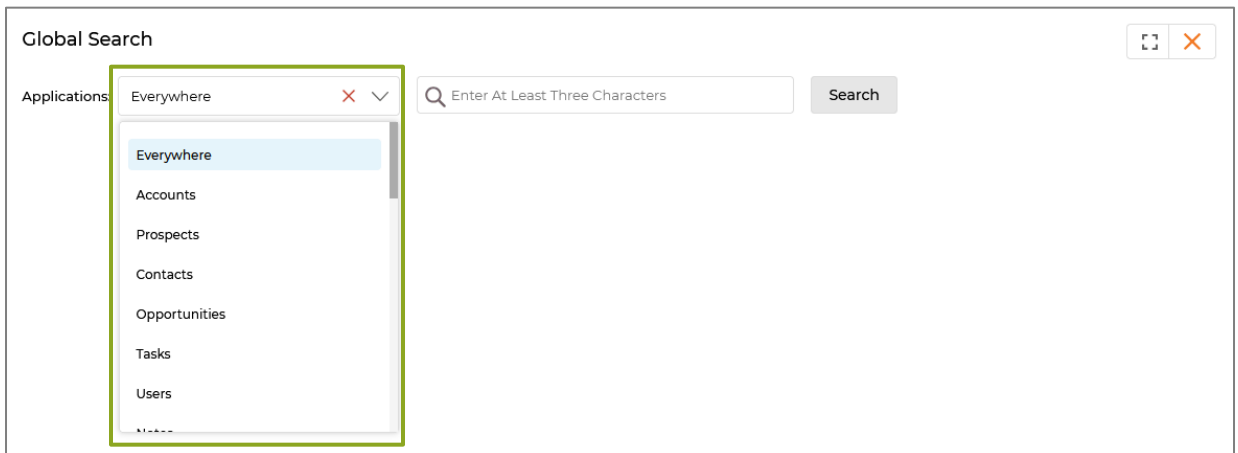 Global Search
Applications: Everywhere Enter At Least Three Characters Search
Everywhere
Accounts
Prospects
Contacts
Opportunities
Tasks
Users